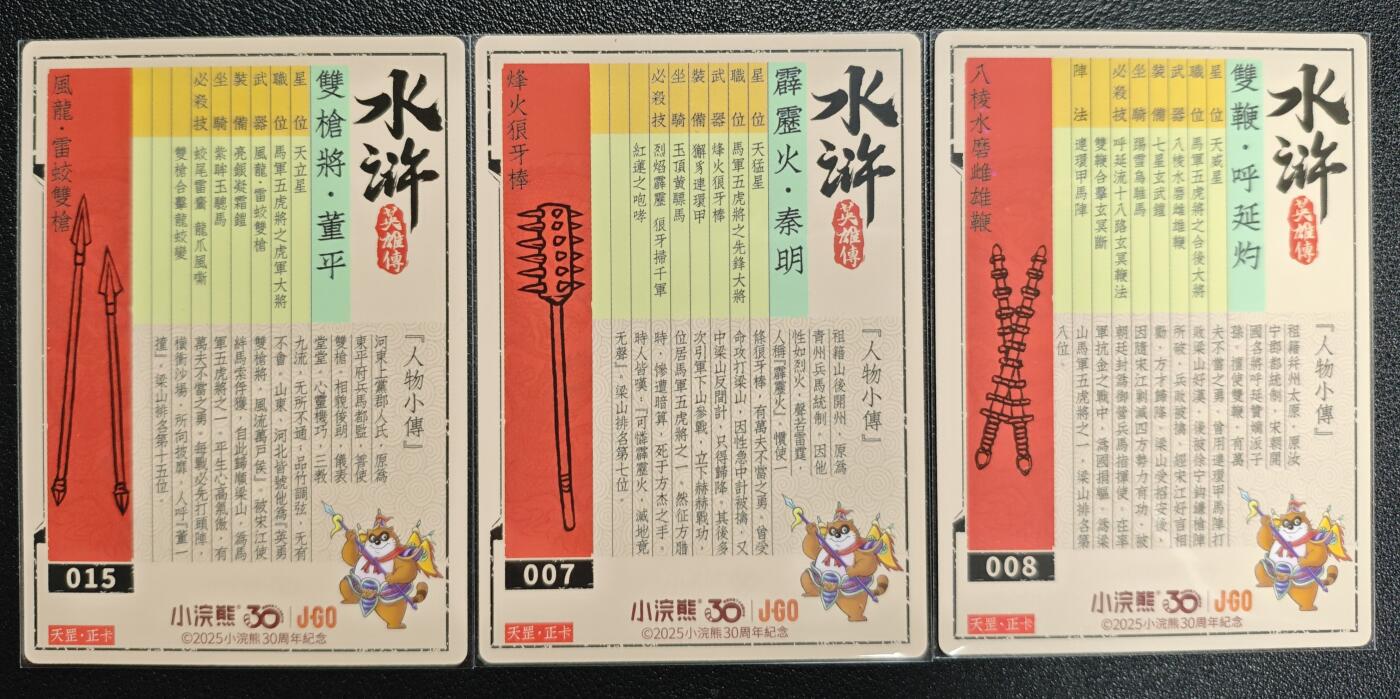 水滸
英雄傳
雙槍將·董平
星位 天立星
職位 馬軍五虎將之虎軍大將
武器 風龍·雷蛟雙槍
裝備 亮銀凝霜鎧
坐騎 紫眸玉驄馬
必殺技 蛟尾雷奮 龍爪風嘶
雙槍合擊龍蛟變
風龍·雷蛟雙槍
『人物小傳』
河東上黨郡人氏，原爲
東平府兵馬都監，善使
雙槍，相貌俊朗，儀表
堂堂，心靈機巧，三教
九流，无所不通；品竹調弦，无有
不會，山東、河北皆號他爲『英勇
雙槍將，風流萬戶侯』，被宋江使
絆馬索俘獲，自此歸順梁山，爲馬
軍五虎將之一，平生心高氣傲，有
萬夫不當之勇，每戰必先打頭陣，
橫衝沙場，所向披靡，人呼『董一
撞』，梁山排名第十五位。
015
天罡·正卡
小浣熊® 30 J·GO
©2025小浣熊30周年紀念
水滸
英雄傳
霹靂火·秦明
星位 天猛星
職位 馬軍五虎將之先鋒大將
武器 烽火狼牙棒
裝備 獬豸連環甲
坐騎 玉頂黃驃馬
必殺技 烈焰霹靂 狼牙掃千軍
紅蓮之咆哮
烽火狼牙棒
『人物小傳』
祖籍山後開州，原爲
青州兵馬統制，因他
性如烈火，聲若雷霆，
人稱『霹靂火』，慣使一
條狼牙棒，有萬夫不當之勇，曾受
命攻打梁山，因性急中計被擒，又
中梁山反間計，只得歸降，其後多
次引軍下山參戰，立下赫赫戰功，
位居馬軍五虎將之一，然征方臘
時，慘遭暗算，死于方杰之手，
時人皆嘆：『可憐霹靂火，滅地竟
无聲』，梁山排名第七位。
007
天罡·正卡
小浣熊® 30 J·GO
©2025小浣熊30周年紀念
水滸
英雄傳
雙鞭·呼延灼
星位 天威星
職位 馬軍五虎將之合後大將
武器 八棱水磨雌雄鞭
裝備 七星玄武鎧
坐騎 踢雪烏騅馬
必殺技 呼延流十八路玄冥鞭法
雙鞭合擊玄冥斷
陣法 連環甲馬陣
八棱水磨雌雄鞭
『人物小傳』
祖籍并州太原，原汝
宁郡都統制，宋朝開
國名將呼延贊嫡派子
孫，擅使雙鞭，有萬
夫不當之勇，曾用連環甲馬陣打
敗梁山好漢，後被徐宁鉤鐮槍陣
所破，兵敗被擒，經宋江好言相
勸，方才歸降，梁山受招安後，
因隨宋江剿滅四方勢力有功，被
朝廷封爲御營兵馬指揮使，在率
軍抗金之戰中，爲國捐軀，爲梁
山馬軍五虎將之一，梁山排名第
八位。
008
天罡·正卡
小浣熊® 30 J·GO
©2025小浣熊30周年紀念